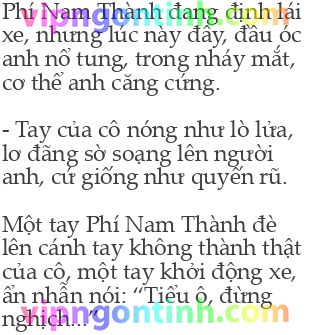 Phí Nam Thành đang định lái
xe, nhưng lúc này đây, đầu óc
anh nổ tung, trong nháy mắt,
cơ thể anh căng cứng.
- Tay của cô nóng như lò lửa,
lơ đãng sờ soạng lên người
anh, cứ giống như quyến rũ.
Một tay Phí Nam Thành đè
lên cánh tay không thành thật
của cô, một tay khởi động xe,
ẩn nhẫn nói: “Tiểu ô, đừng
nghịch...”
vipngontinh.com
vipngontinh.com